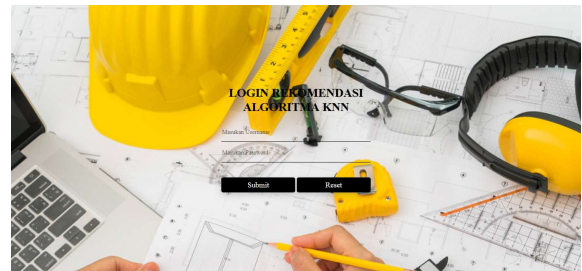 LOGIN REKOMENDASI
ALGORITMA KNN
Masukan Username
Masukan Password
Submit Reset